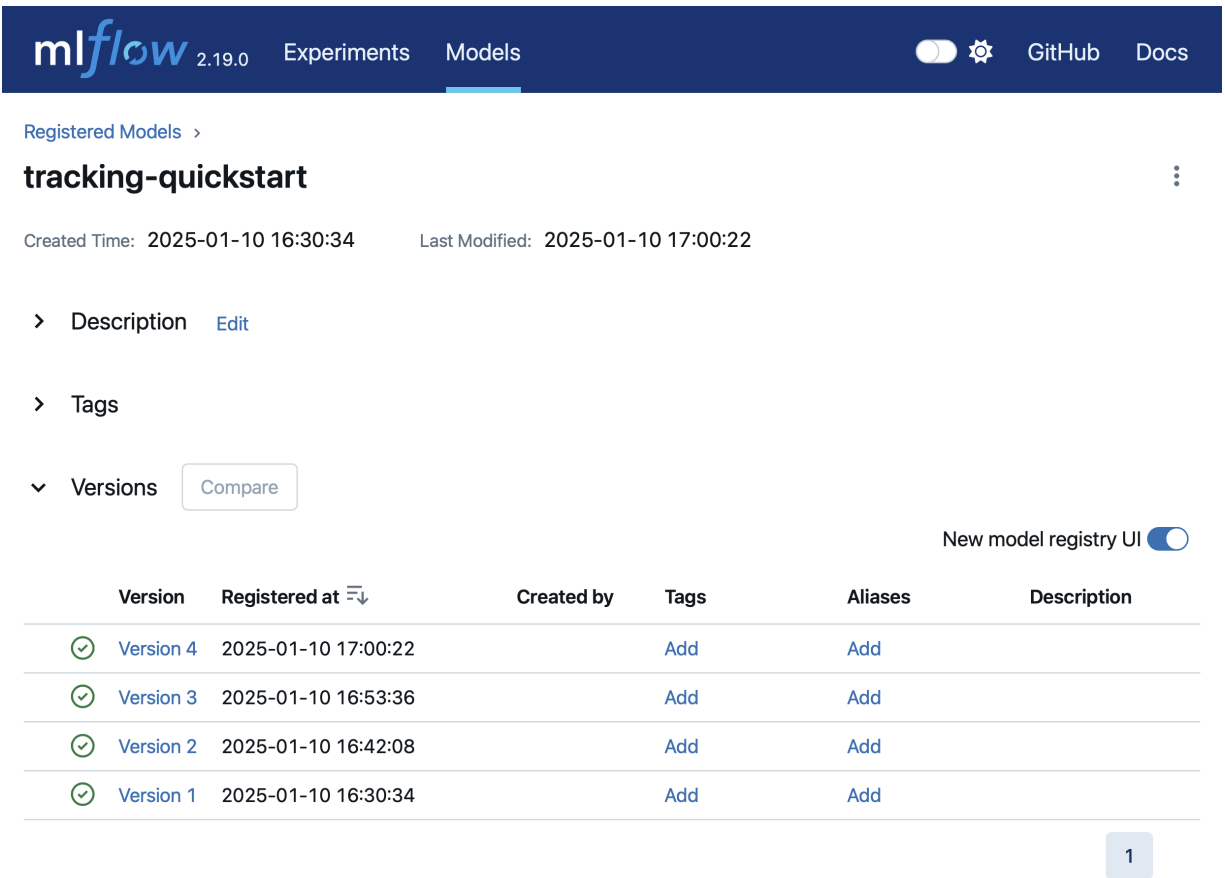 mlflow 2.19.0 Experiments Models GitHub Docs
Registered Models
tracking-quickstart
Created Time: 2025-01-10 16:30:34 Last Modified: 2025-01-10 17:00:22
Description Edit
Tags
Versions Compare
New model registry UI
Version Registered at Created by Tags Aliases Description
Version 4 2025-01-10 17:00:22 Add Add
Version 3 2025-01-10 16:53:36 Add Add
Version 2 2025-01-10 16:42:08 Add Add
Version 1 2025-01-10 16:30:34 Add Add
1